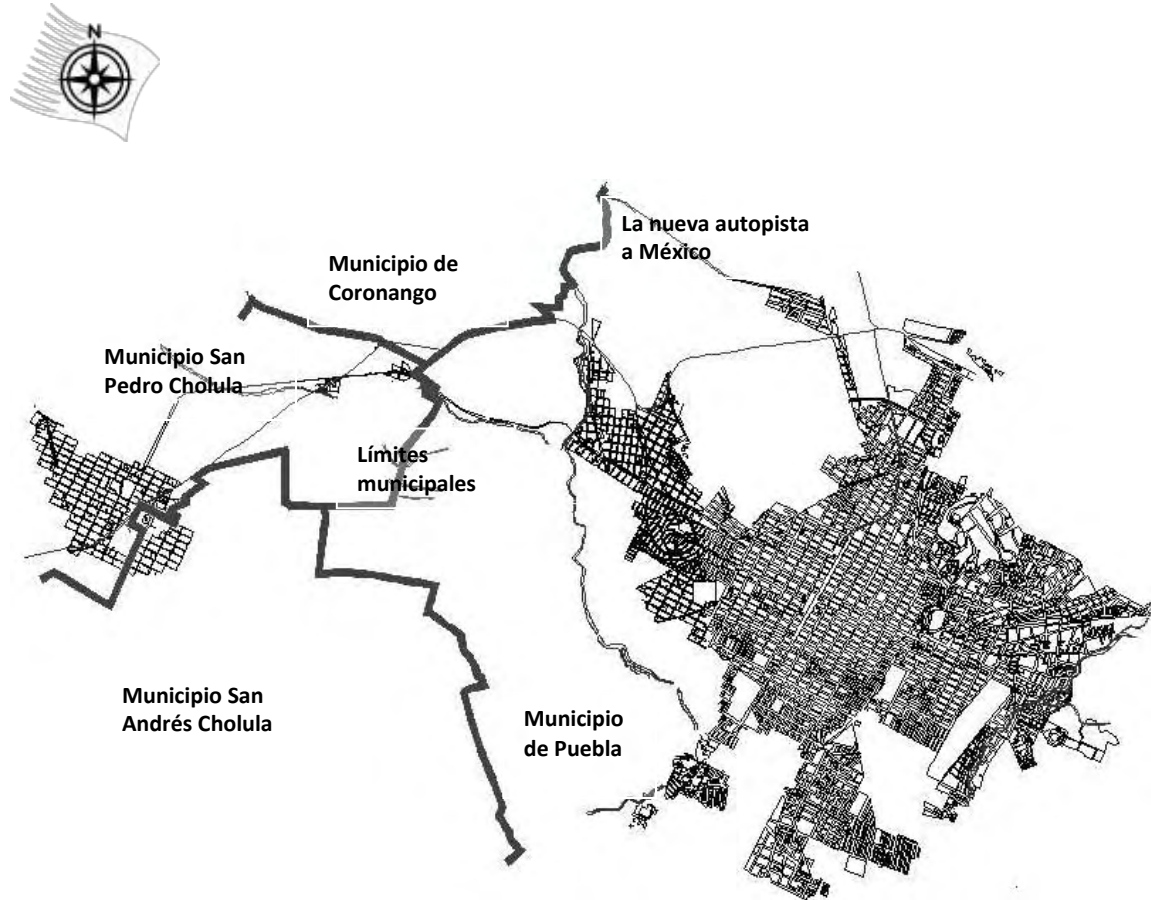 N
La nueva autopista
a México
Municipio de
Coronango
Municipio San
Pedro Cholula
Límites
municipales
Municipio San
Andrés Cholula
Municipio
de Puebla